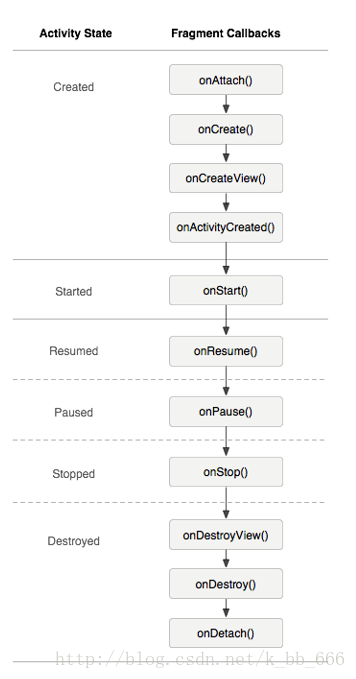 Activity State Fragment Callbacks
Created
onAttach()
onCreate()
onCreateView()
onActivityCreated()
Started
onStart()
Resumed
onResume()
Paused
onPause()
Stopped
onStop()
Destroyed
onDestroyView()
onDestroy()
onDetach()
http://blog.csdn.net/k_bb_666